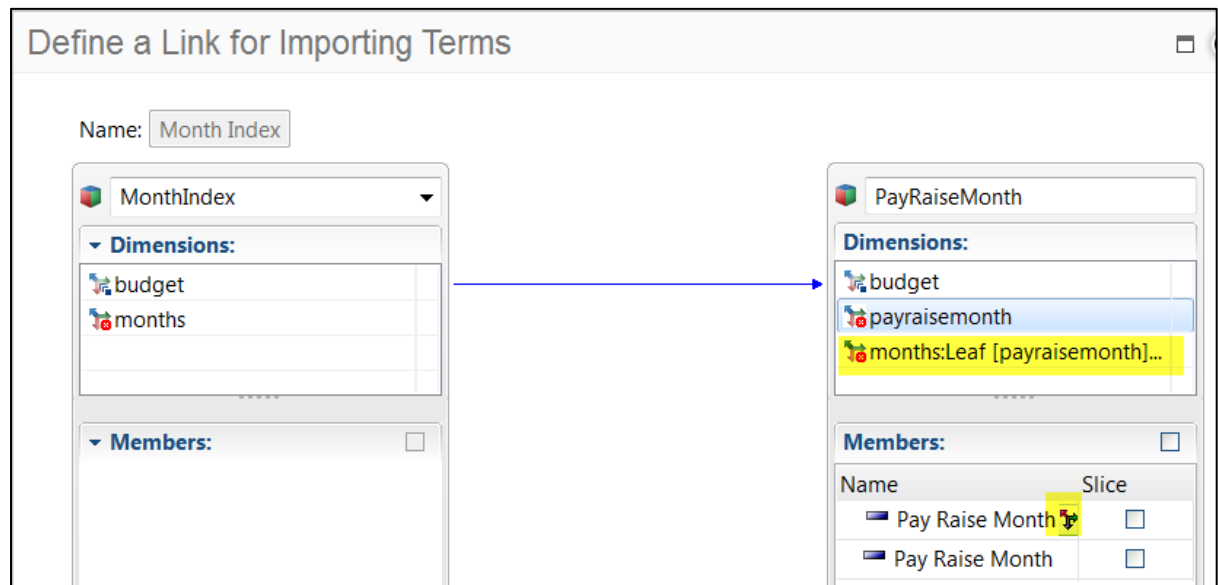 Define a Link for Importing Terms
Name: Month Index
MonthIndex
Dimensions:
budget
months
Members:
PayRaiseMonth
Dimensions:
budget
payraisemonth
months:Leaf [payraisemonth]...
Members:
Name Slice
Pay Raise Month
Pay Raise Month